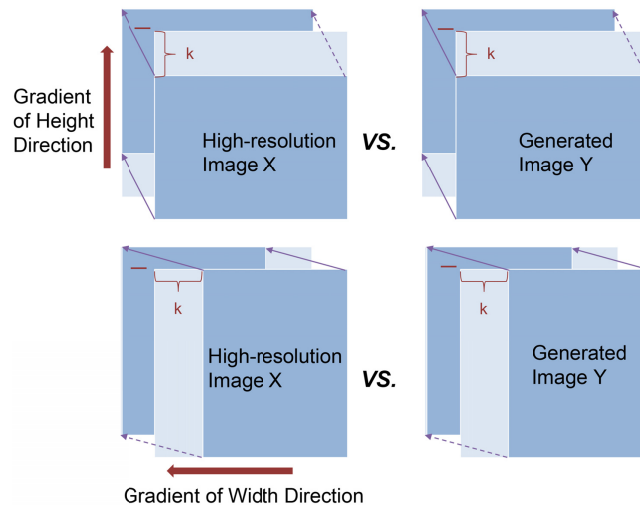 k
k
Gradient
of Height
Direction
High-resolution
Image X
VS.
Generated
Image Y
k
k
High-resolution
Image X
VS.
Generated
Image Y
Gradient of Width Direction